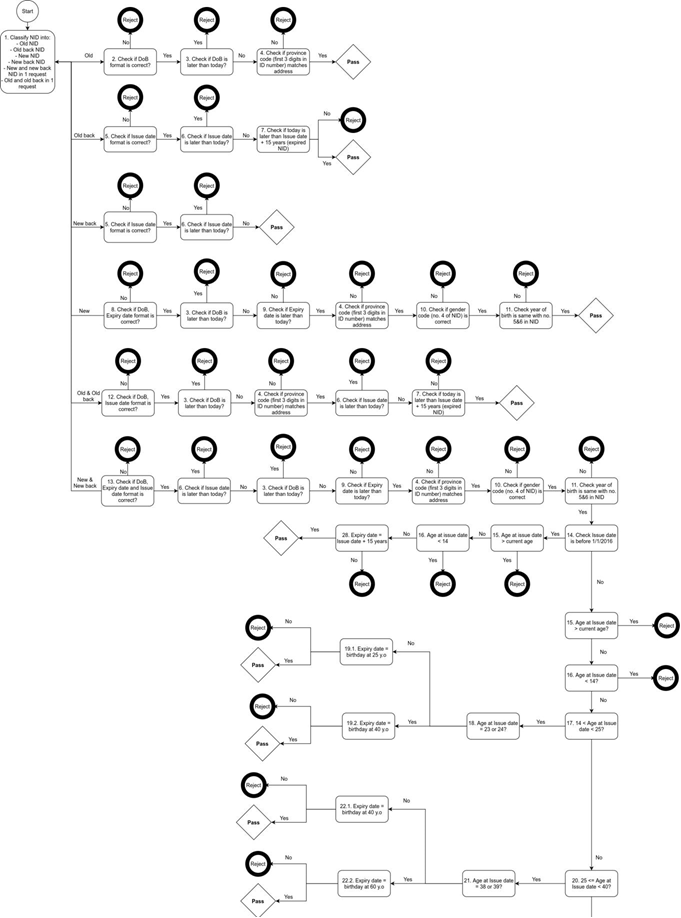 Start
1. Classify NID into:
- Old NID
- Old back NID
- New NID
- New back NID
- New and new back
NID in 1 request
- Old and old back in 1
request
Reject
Reject
Reject
No
Yes
No
Old
2. Check if DoB
format is correct?
Yes
3. Check if DoB is
later than today?
No
4. Check if province
code (first 3 digits in
ID number) matches
address
Yes
Pass
Reject
Reject
No
Yes
Old back
5. Check if Issue date
format is correct?
Yes
6. Check if Issue date
is later than today?
No
7. Check if today is
later than Issue date
+ 15 years (expired
NID)
No
Reject
Yes
Pass
Reject
Reject
No
Yes
New back
5. Check if Issue date
format is correct?
Yes
6. Check if Issue date
is later than today?
No
Pass
Reject
Reject
Reject
Reject
Reject
Reject
No
Yes
No
No
No
No
New
8. Check if DoB,
Expiry date format is
correct?
Yes
3. Check if DoB is
later than today?
No
9. Check if Expiry
date is later than
today?
Yes
4. Check if province
code (first 3 digits in
ID number) matches
address
Yes
10. Check if gender
code (no. 4 of NID) is
correct
Yes
11. Check year of
birth is same with no.
5&6 in NID
Yes
Pass
Reject
Reject
Reject
Reject
Reject
No
Yes
No
Yes
No
Old & Old
back
12. Check if DoB,
Issue date format is
correct?
Yes
3. Check if DoB is
later than today?
No
4. Check if province
code (first 3 digits in
ID number) matches
address
Yes
6. Check if Issue date
is later than today?
No
7. Check if today is
later than Issue date
+ 15 years (expired
NID)
Yes
Pass
Reject
Reject
Reject
Reject
Reject
Reject
Reject
No
Yes
Yes
No
No
No
No
New &
New back
13. Check if DoB,
Expiry date and Issue
date format is
correct?
Yes
6. Check if Issue date
is later than today?
No
3. Check if DoB is
later than today?
No
9. Check if Expiry
date is later than
today?
Yes
4. Check if province
code (first 3 digits in
ID number) matches
address
Yes
10. Check if gender
code (no. 4 of NID) is
correct
Yes
11. Check year of
birth is same with no.
5&6 in NID
Yes
Pass
Yes
28. Expiry date =
Issue date + 15 years
No
16. Age at issue date
< 14
No
15. Age at issue date
> current age
Yes
14. Check Issue date
is before 1/1/2016
No
Yes
Yes
Reject
Reject
Reject
No
15. Age at Issue date
> current age?
Yes
Reject
No
16. Age at Issue date
< 14?
Yes
Reject
No
Reject
No
19.1. Expiry date =
birthday at 25 y.o
No
Yes
Pass
Reject
No
19.2. Expiry date =
birthday at 40 y.o
Yes
18. Age at Issue date
= 23 or 24?
Yes
17. 14 < Age at Issue
date < 25?
Yes
Pass
Reject
No
22.1. Expiry date =
birthday at 40 y.o
No
Yes
Pass
No
Reject
No
22.2. Expiry date =
birthday at 60 y.o
Yes
21. Age at Issue date
= 38 or 39?
Yes
20. 25 <= Age at
Issue date < 40?
Yes
Pass